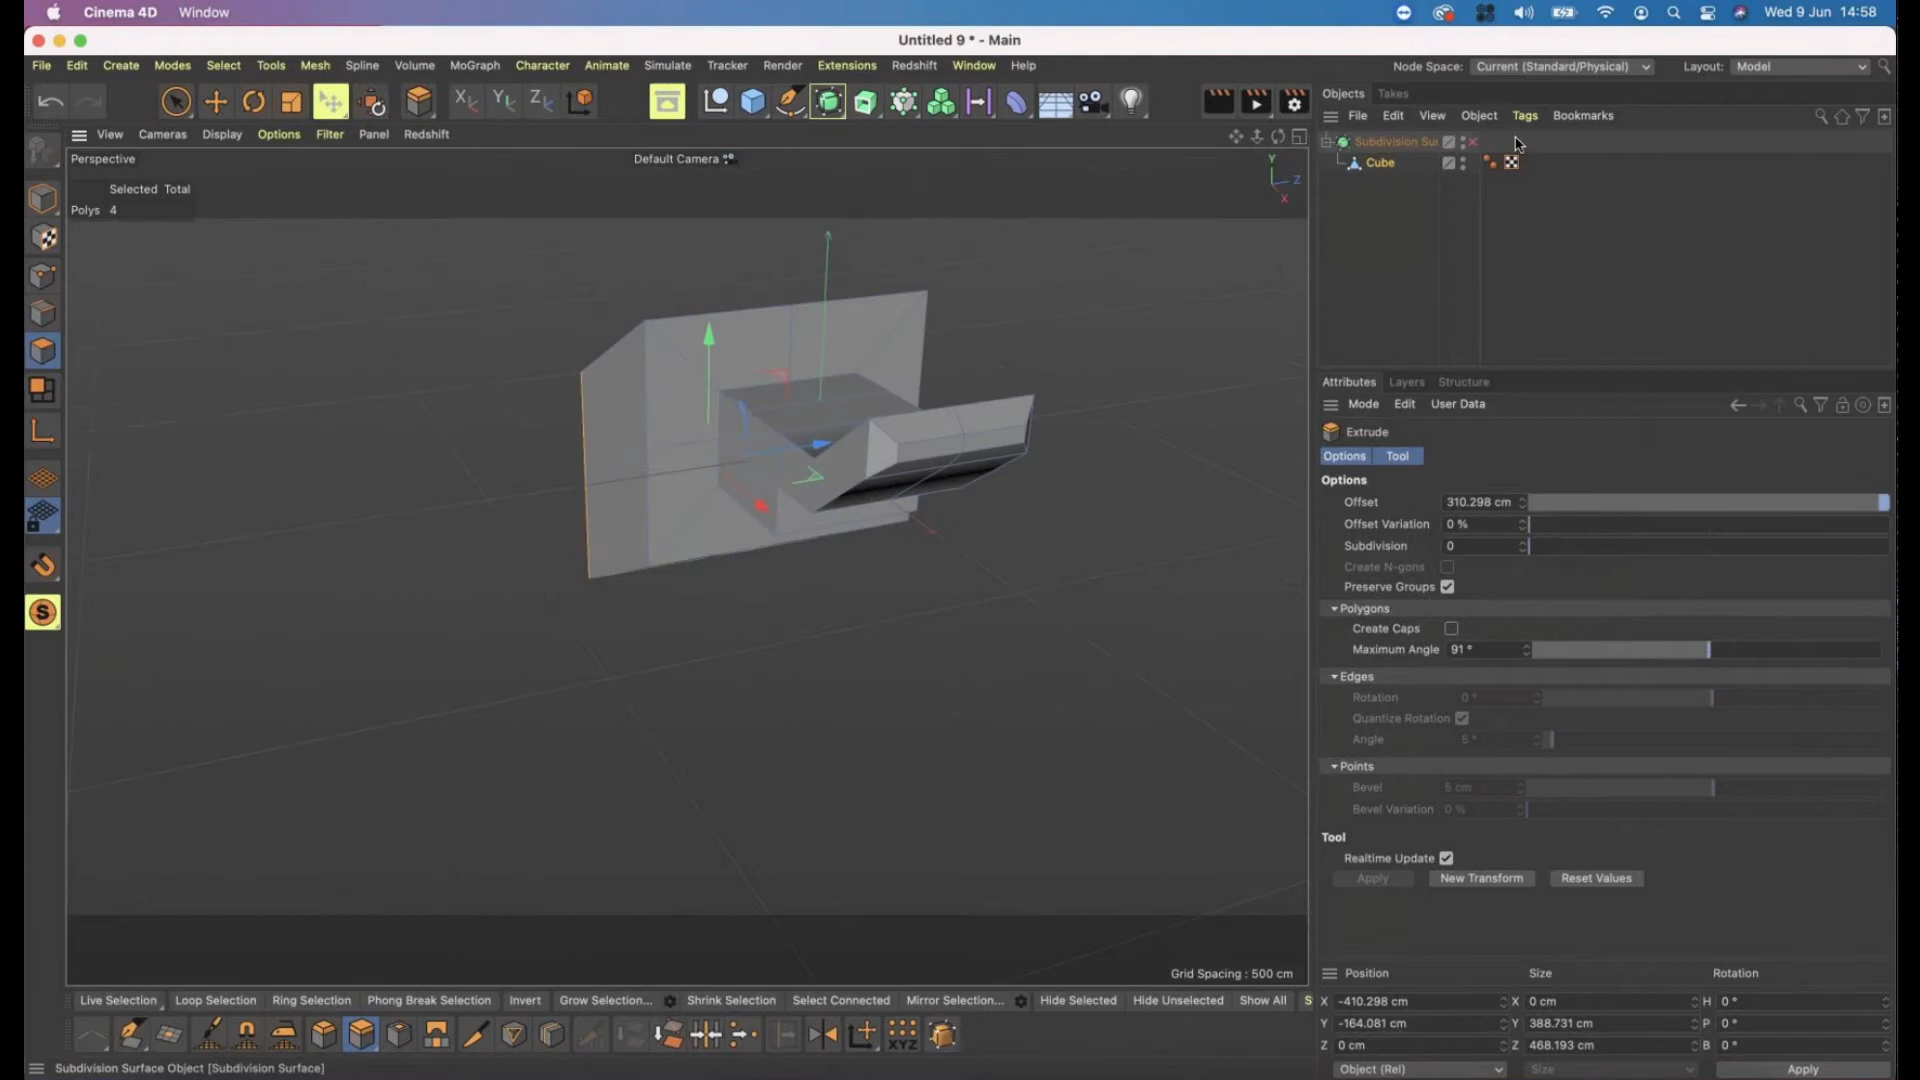 Cinema 4D Window Wed 9 Jun 14:58
Untitled 9 * - Main
File Edit Create Modes Select Tools Mesh Spline Volume MoGraph Character Animate Simulate Tracker Render Extensions Redshift Window Help Node Space: Current (Standard/Physical) Layout: Model
Objects Takes
File Edit View Object Tags Bookmarks
View Cameras Display Options Filter Panel Redshift
Subdivision Sur
Cube
Perspective Default Camera
Y
Z
X
Selected Total
Polys 4
Attributes Layers Structure
Mode Edit User Data
Extrude
Options Tool
Options
Offset 310.298 cm
Offset Variation 0 %
Subdivision 0
Create N-gons
Preserve Groups
Polygons
Create Caps
Maximum Angle 91 °
Edges
Rotation 0 °
Quantize Rotation
Angle 5 °
Points
Bevel 5 cm
Bevel Variation 0 %
Tool
Realtime Update
Apply New Transform Reset Values
Grid Spacing : 500 cm
Position Size Rotation
X -410.298 cm X 0 cm H 0 °
Y -164.081 cm Y 388.731 cm P 0 °
Z 0 cm Z 468.193 cm B 0 °
Object (Rel) Size Apply
Live Selection Loop Selection Ring Selection Phong Break Selection Invert Grow Selection... Shrink Selection Select Connected Mirror Selection... Hide Selected Hide Unselected Show All S
XYZ
Subdivision Surface Object [Subdivision Surface]